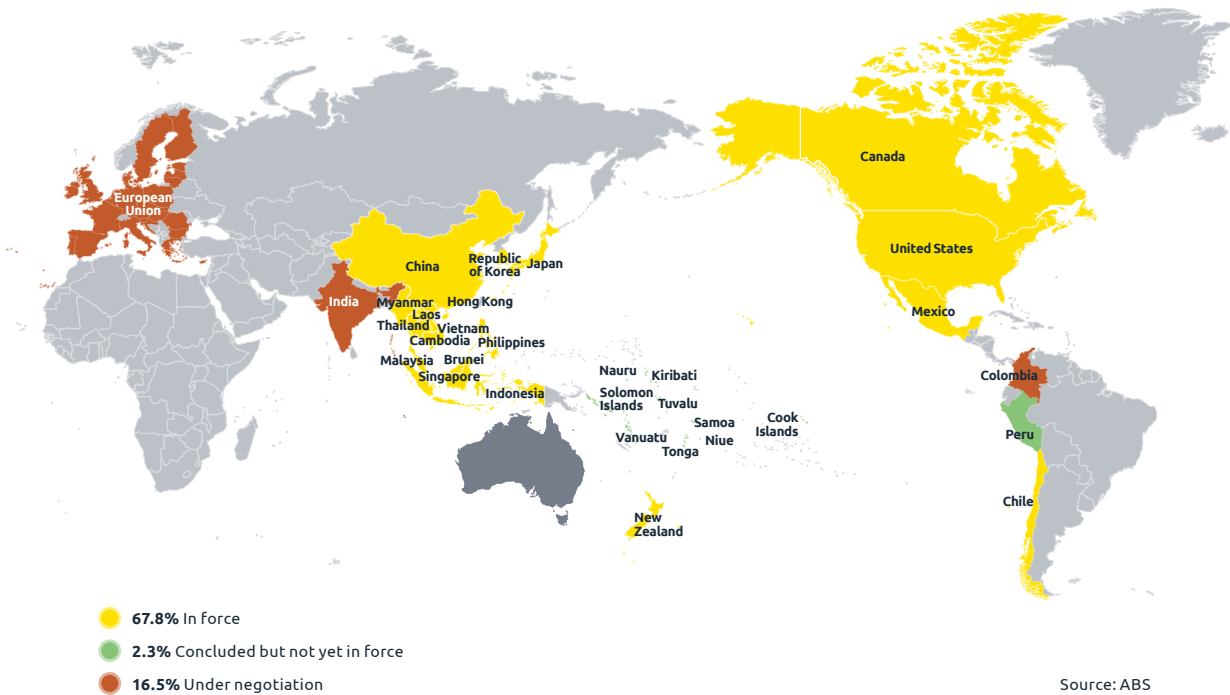 Canada
European
Union
United States
Republic
of Korea
Japan
China
India
Myanmar
Hong Kong
Laos
Mexico
Thailand
Vietnam
Cambodia
Philippines
Malaysia
Brunei
Singapore
Nauru
Kiribati
Colombia
Indonesia
Solomon
Islands
Tuvalu
Samoa
Cook
Islands
Vanuatu
Niue
Tonga
Peru
Chile
New
Zealand
67.8% In force
2.3% Concluded but not yet in force
16.5% Under negotiation
Source: ABS